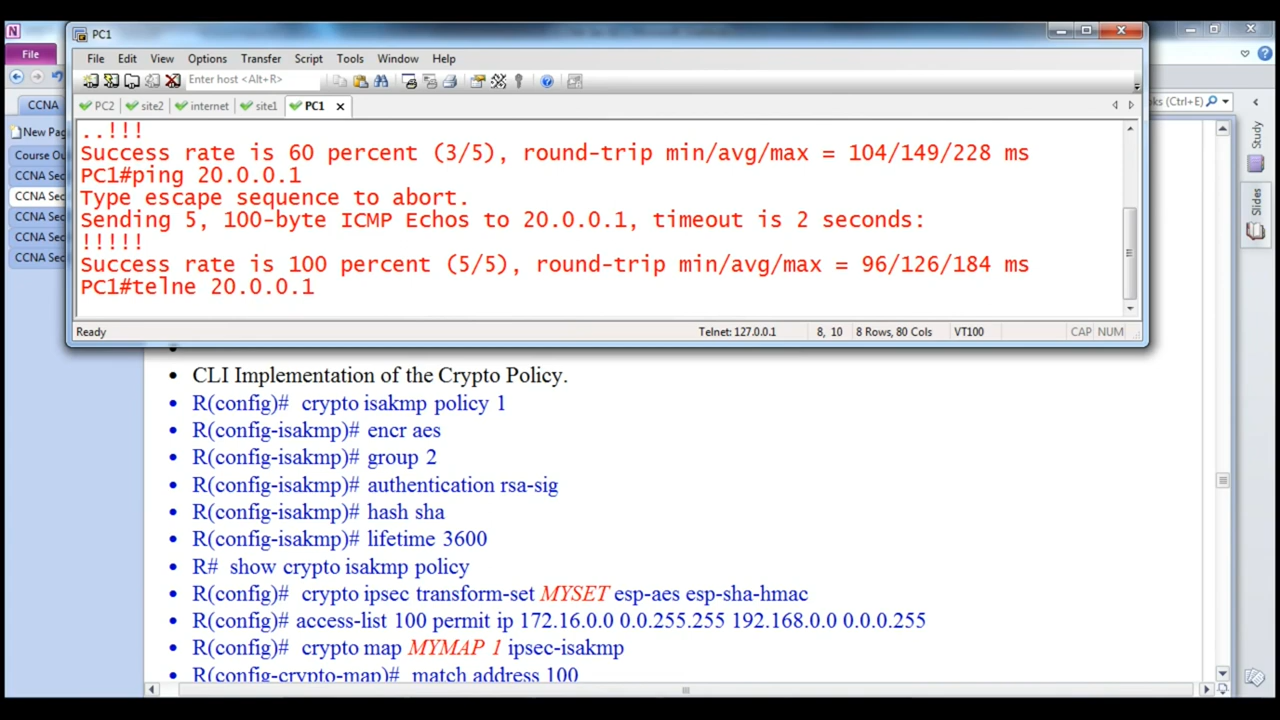 PC1
File
File Edit View Options Transfer Script Tools Window Help
Enter host <Alt+R>
CCNA
PC2 site2 internet site1 PC1
ks (Ctrl+E)
New Pag
Course Ou
CCNA Sec
CCNA Sec
CCNA Sec
CCNA Sec
CCNA Sec
Study
Slides
..!!!
Success rate is 60 percent (3/5), round-trip min/avg/max = 104/149/228 ms
PC1#ping 20.0.0.1
Type escape sequence to abort.
Sending 5, 100-byte ICMP Echos to 20.0.0.1, timeout is 2 seconds:
!!!!!
Success rate is 100 percent (5/5), round-trip min/avg/max = 96/126/184 ms
PC1#telne 20.0.0.1
Ready Telnet: 127.0.0.1 8, 10 8 Rows, 80 Cols VT100 CAP NUM
• CLI Implementation of the Crypto Policy.
• R(config)# crypto isakmp policy 1
• R(config-isakmp)# encr aes
• R(config-isakmp)# group 2
• R(config-isakmp)# authentication rsa-sig
• R(config-isakmp)# hash sha
• R(config-isakmp)# lifetime 3600
• R# show crypto isakmp policy
• R(config)# crypto ipsec transform-set MYSET esp-aes esp-sha-hmac
• R(config)# access-list 100 permit ip 172.16.0.0 0.0.255.255 192.168.0.0 0.0.0.255
• R(config)# crypto map MYMAP 1 ipsec-isakmp
• R(config-crypto-map)# match address 100